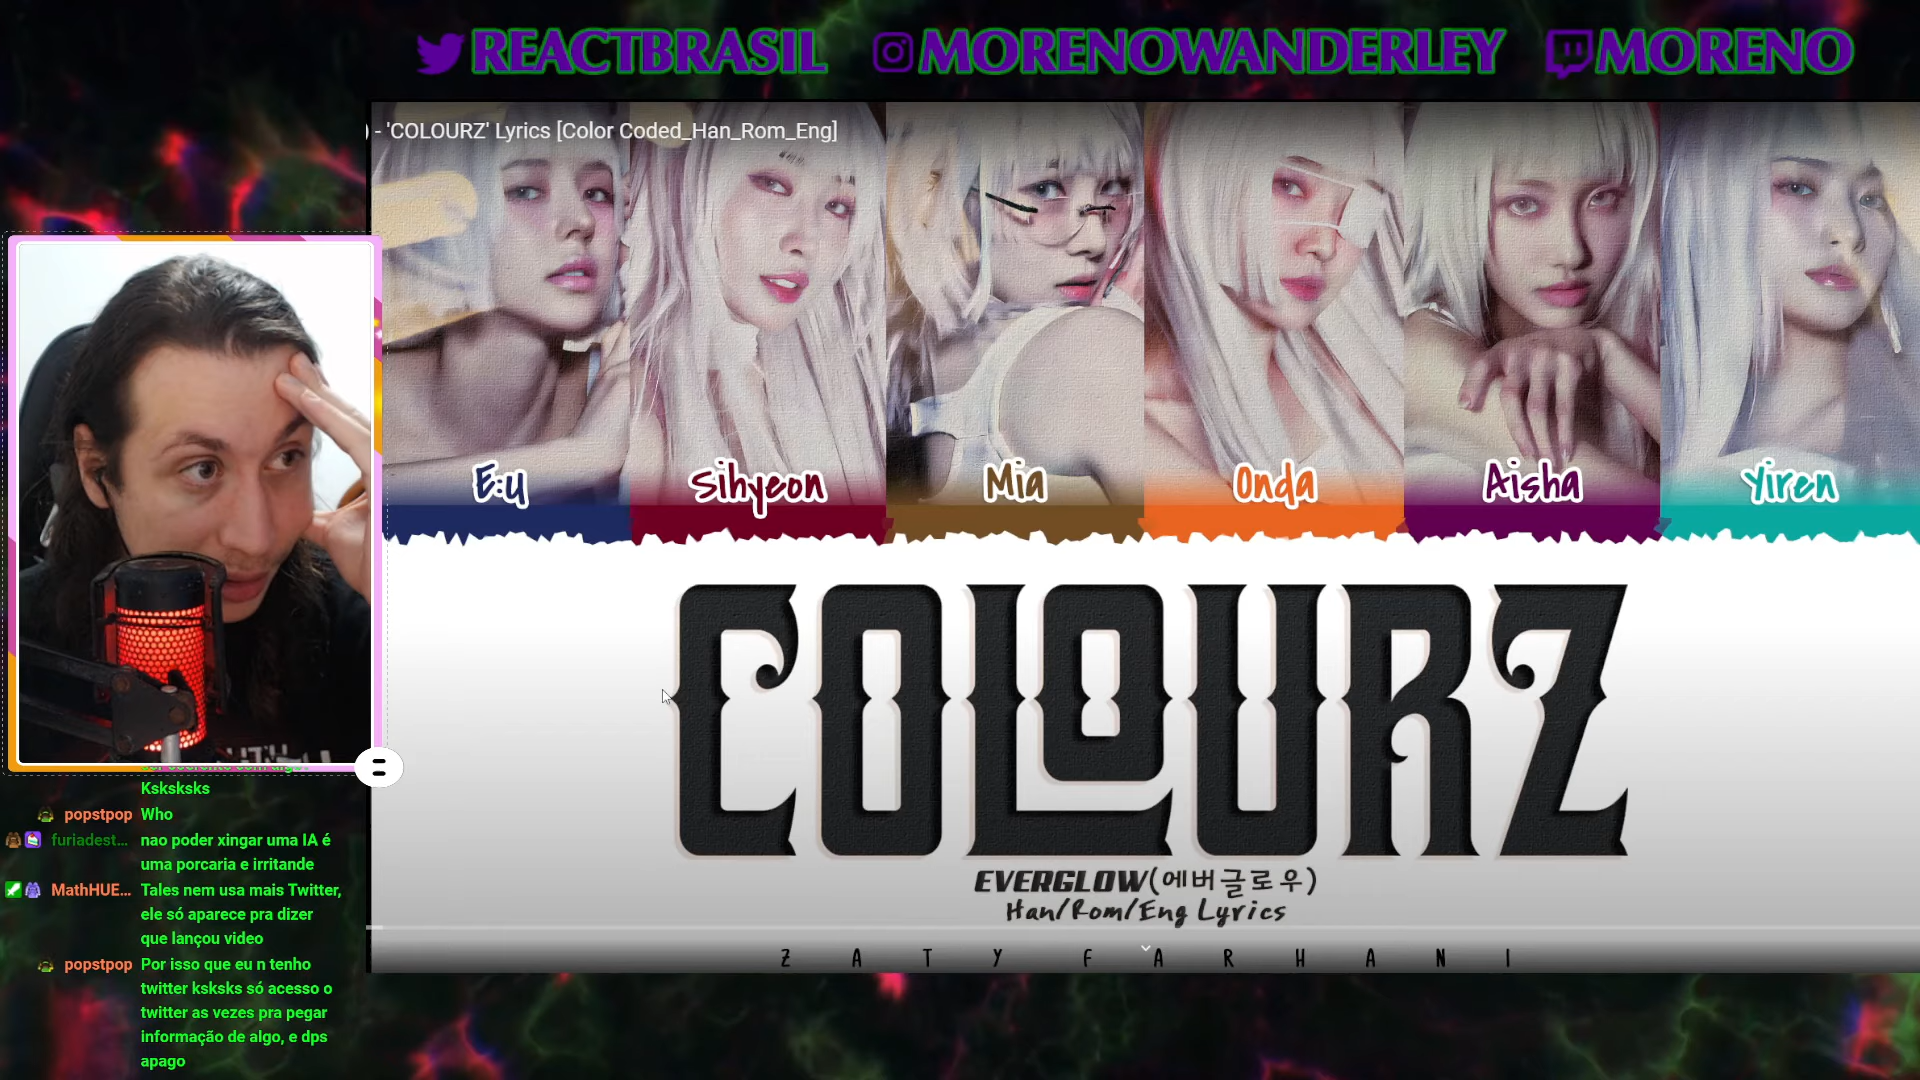 REACTBRASIL MORENOWANDERLEY MORENO
) - 'COLOURZ' Lyrics [Color Coded_Han_Rom_Eng]
E:U Sihyeon Mia Onda Aisha Yiren
COLOURZ
EVERGLOW(에버글로우)
Han/Rom/Eng Lyrics
ZATY FARHANI
Ksksksks
popstpop Who
furiadest... nao poder xingar uma IA é
uma porcaria e irritande
MathHUE... Tales nem usa mais Twitter,
ele só aparece pra dizer
que lançou video
popstpop Por isso que eu n tenho
twitter ksksks só acesso o
twitter as vezes pra pegar
informação de algo, e dps
apago